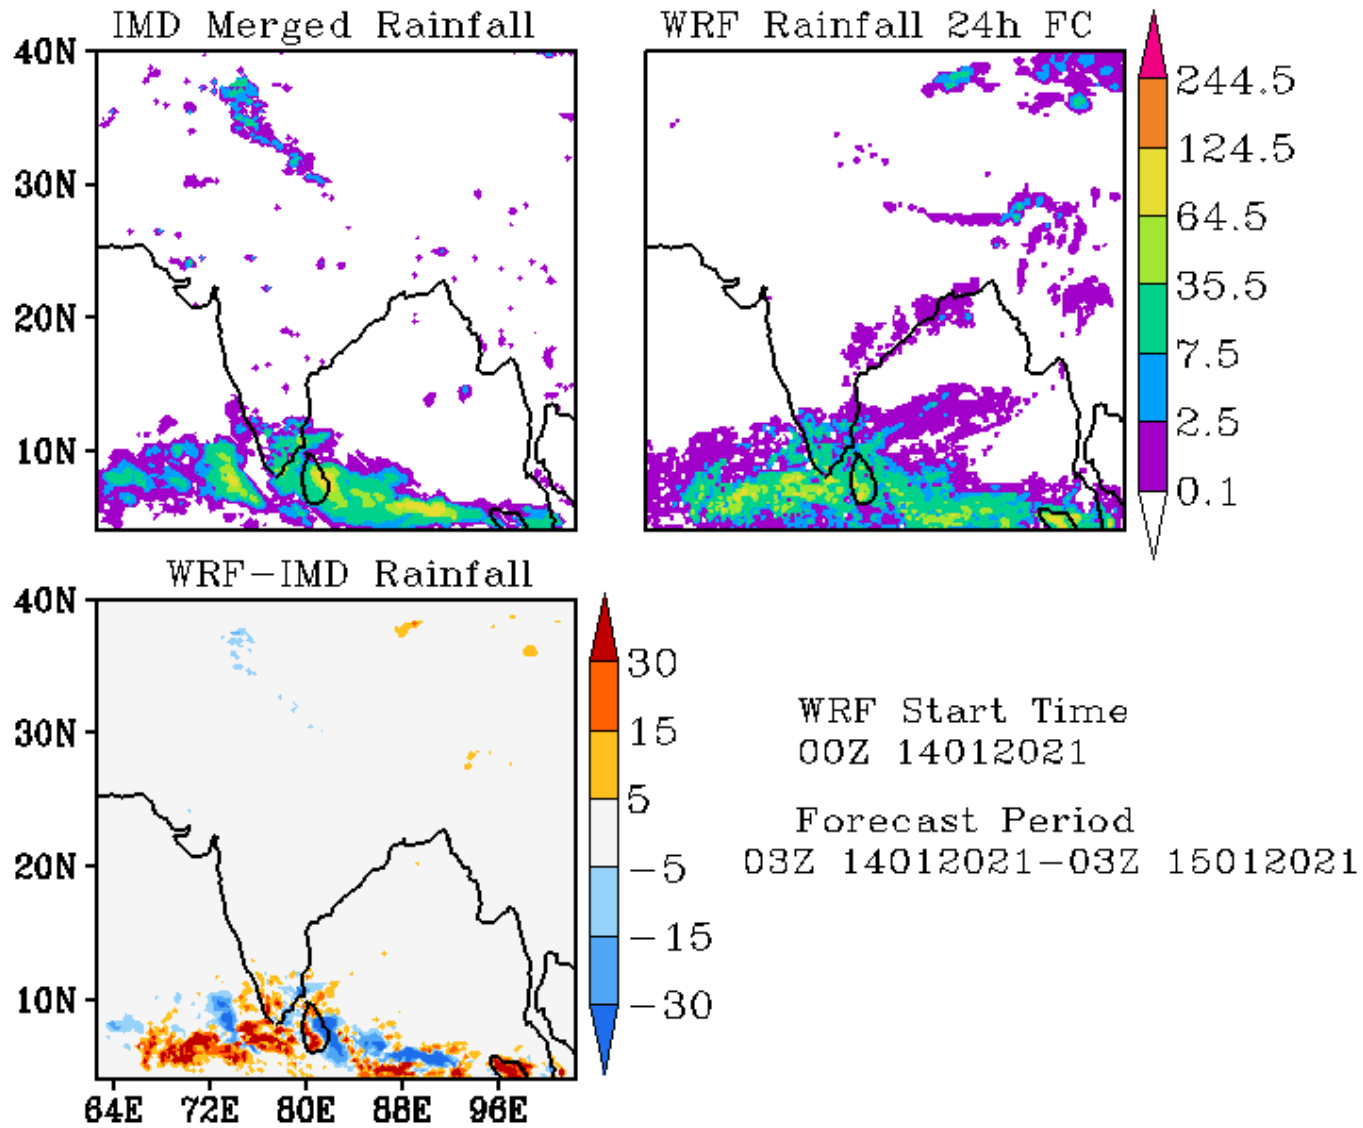 IMD Merged Rainfall
WRF Rainfall 24h FC
40N
30N
20N
10N
244.5
124.5
64.5
35.5
7.5
2.5
0.1
WRF-IMD Rainfall
40N
30N
20N
10N
64E 72E 80E 88E 96E
30
15
5
-5
-15
-30
WRF Start Time
00Z 14012021
Forecast Period
03Z 14012021-03Z 15012021